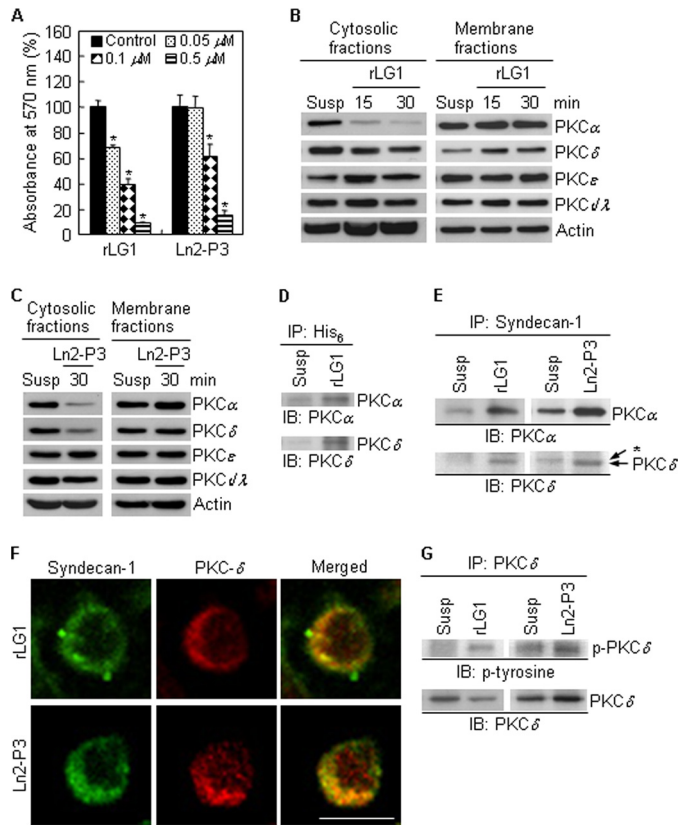 A
Absorbance at 570 nm (%)
160
140
120
100
80
60
40
20
0
Control 0.05 μM
0.1 μM 0.5 μM
* * * * *
rLG1 Ln2-P3
B
Cytosolic fractions Membrane fractions
rLG1 rLG1
Susp 15 30 Susp 15 30 min
PKCα
PKCδ
PKCε
PKCι/λ
Actin
C
Cytosolic fractions Membrane fractions
Ln2-P3 Ln2-P3
Susp 30 Susp 30 min
PKCα
PKCδ
PKCε
PKCι/λ
Actin
D
IP: His6
Susp rLG1
PKCα
IB: PKCα
PKCδ
IB: PKCδ
E
IP: Syndecan-1
Susp rLG1 Susp Ln2-P3
PKCα
IB: PKCα
*
PKCδ
IB: PKCδ
F
Syndecan-1 PKC-δ Merged
rLG1
Ln2-P3
G
IP: PKCδ
Susp rLG1 Susp Ln2-P3
p-PKCδ
IB: p-tyrosine
PKCδ
IB: PKCδ